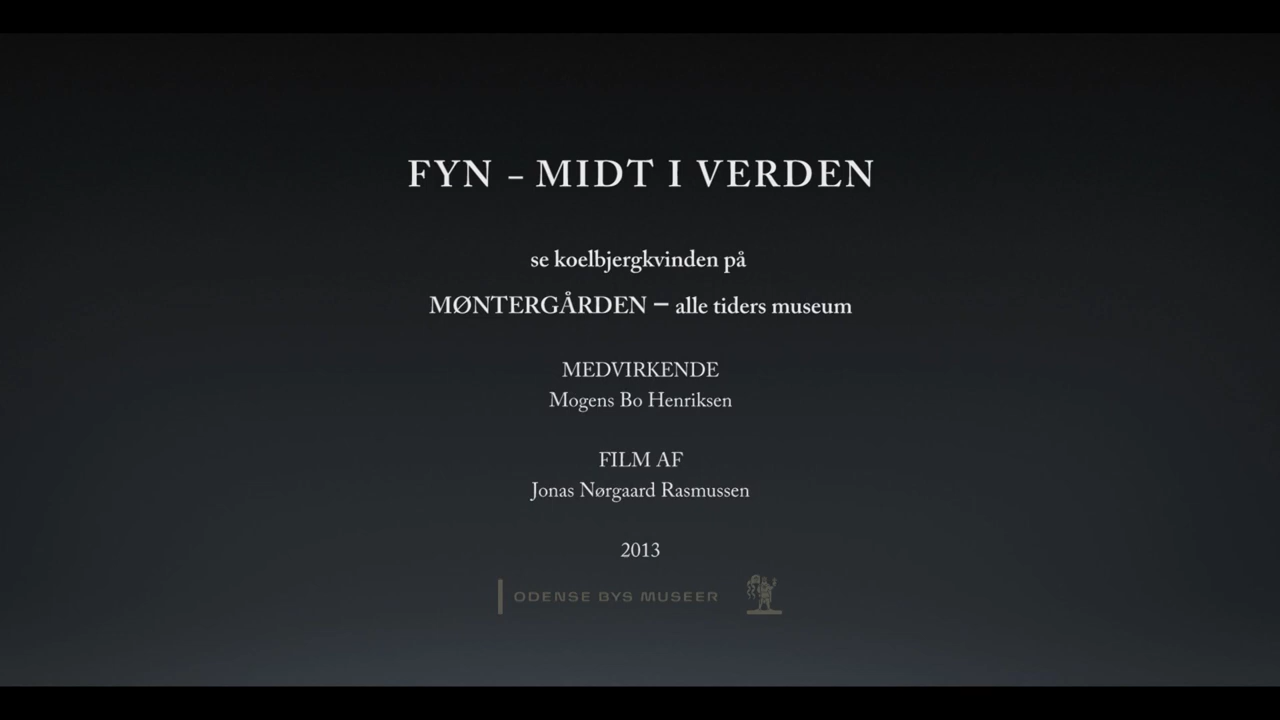 FYN – MIDT I VERDEN
se koelbjergkvinden på
MØNTERGÅRDEN – alle tiders museum
MEDVIRKENDE
Mogens Bo Henriksen
FILM AF
Jonas Nørgaard Rasmussen
2013
ODENSE BYS MUSEER